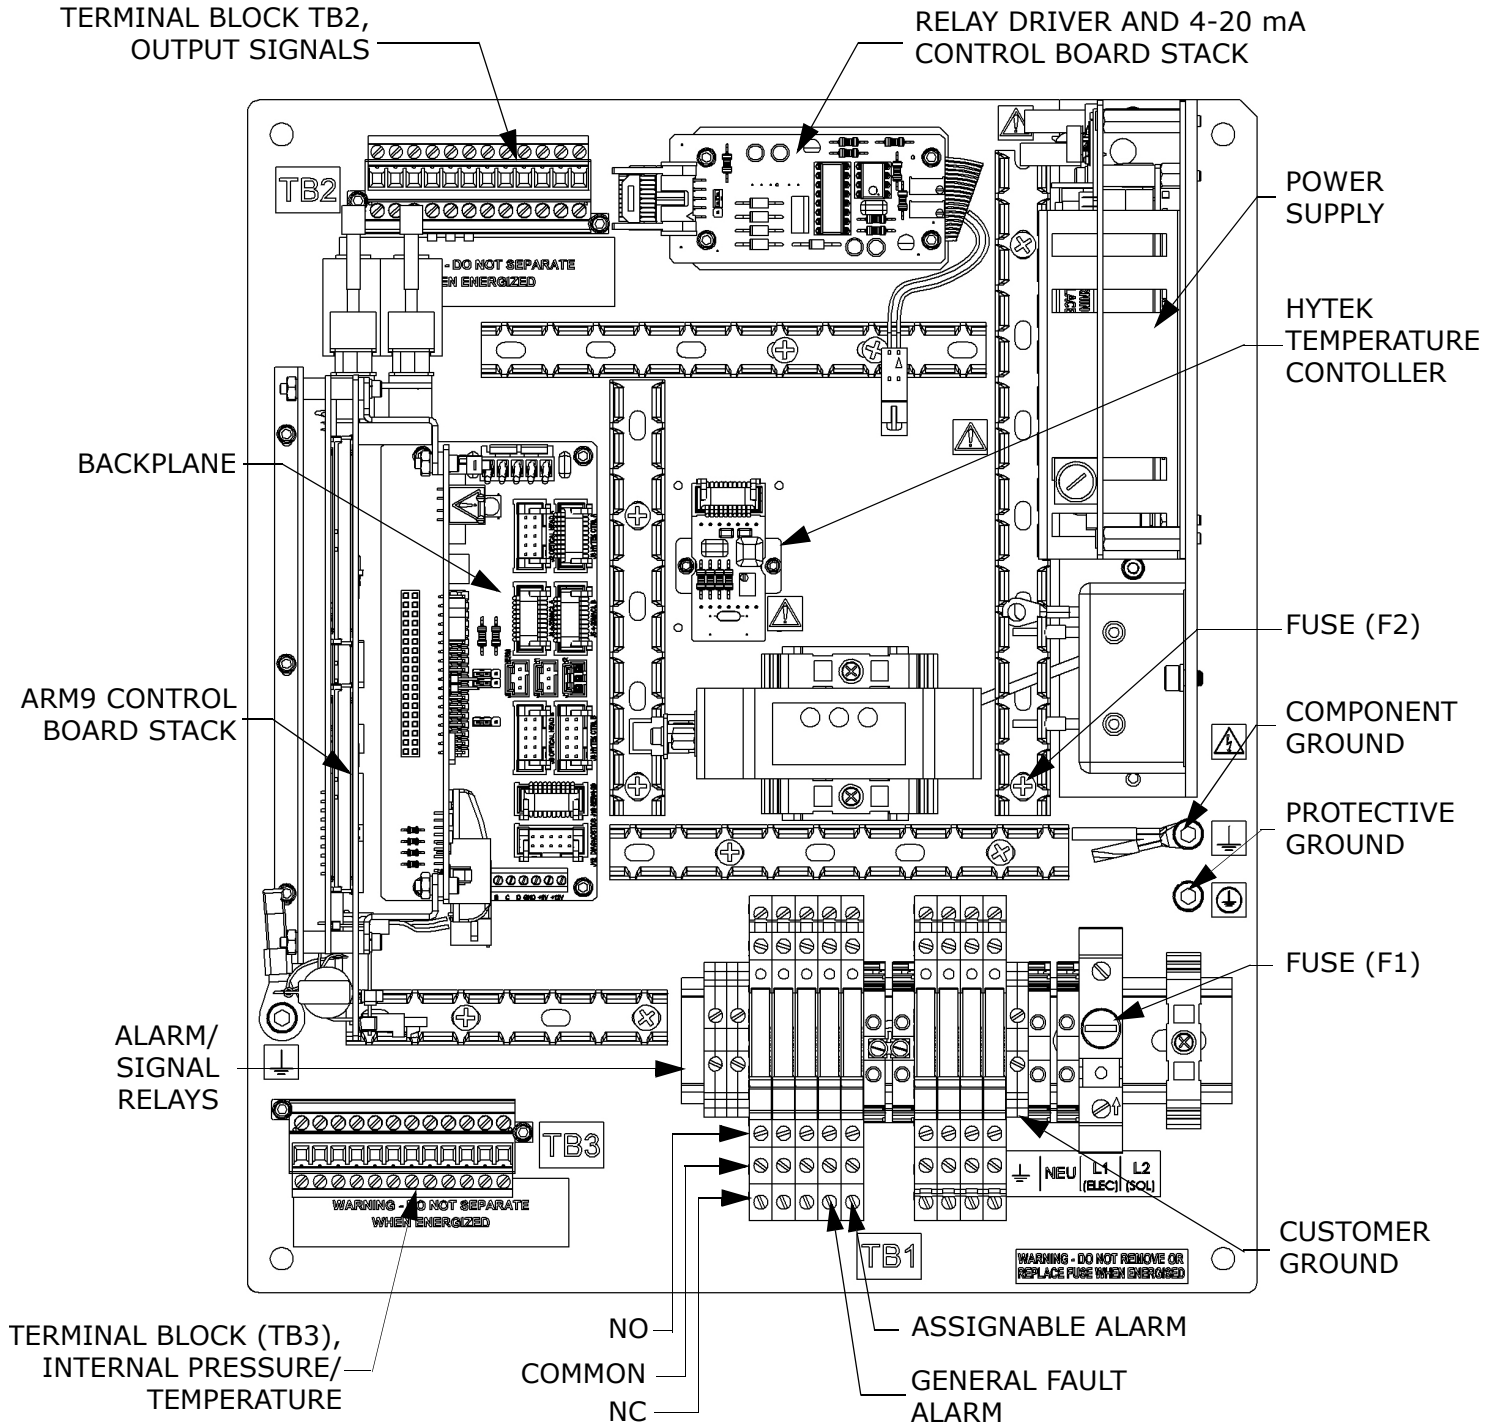 TERMINAL BLOCK TB2,
OUTPUT SIGNALS
RELAY DRIVER AND 4-20 mA
CONTROL BOARD STACK
TB2
- DO NOT SEPARATE
EN ENERGIZED
POWER
SUPPLY
HYTEK
TEMPERATURE
CONTOLLER
BACKPLANE
FUSE (F2)
ARM9 CONTROL
BOARD STACK
COMPONENT
GROUND
PROTECTIVE
GROUND
B C D GND +5V +12V
FUSE (F1)
ALARM/
SIGNAL
RELAYS
TB3
WARNING - DO NOT SEPARATE
WHEN ENERGIZED
NEU
L1
(ELEC)
L2
(SOL)
TB1
WARNING - DO NOT REMOVE OR
REPLACE FUSE WHEN ENERGISED
CUSTOMER
GROUND
TERMINAL BLOCK (TB3),
INTERNAL PRESSURE/
TEMPERATURE
NO
COMMON
NC
ASSIGNABLE ALARM
GENERAL FAULT
ALARM